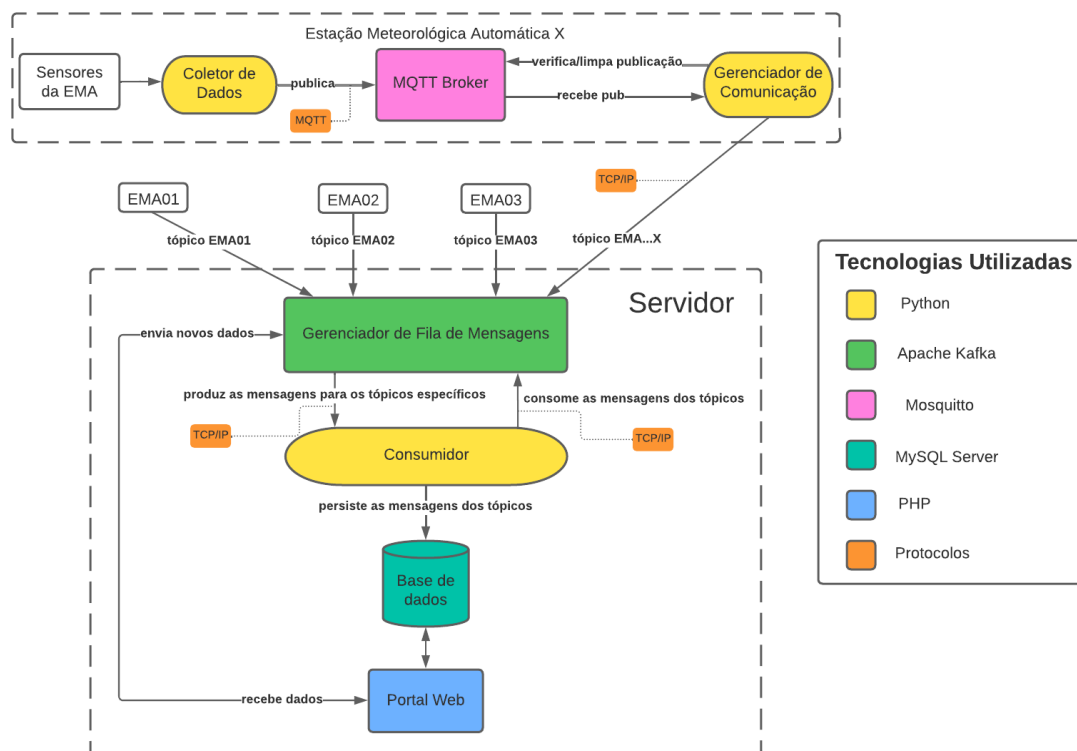 Estação Meteorológica Automática X
Sensores
da EMA
Coletor de
Dados
publica
MQTT
MQTT Broker
verifica/limpa publicação
recebe pub
Gerenciador de
Comunicação
TCP/IP
EMA01
EMA02
EMA03
tópico EMA01
tópico EMA02
tópico EMA03
tópico EMA...X
Servidor
Gerenciador de Fila de Mensagens
envia novos dados
produz as mensagens para os tópicos específicos
consome as mensagens dos tópicos
TCP/IP
TCP/IP
Consumidor
persiste as mensagens dos tópicos
Base de
dados
recebe dados
Portal Web
Tecnologias Utilizadas
Python
Apache Kafka
Mosquitto
MySQL Server
PHP
Protocolos